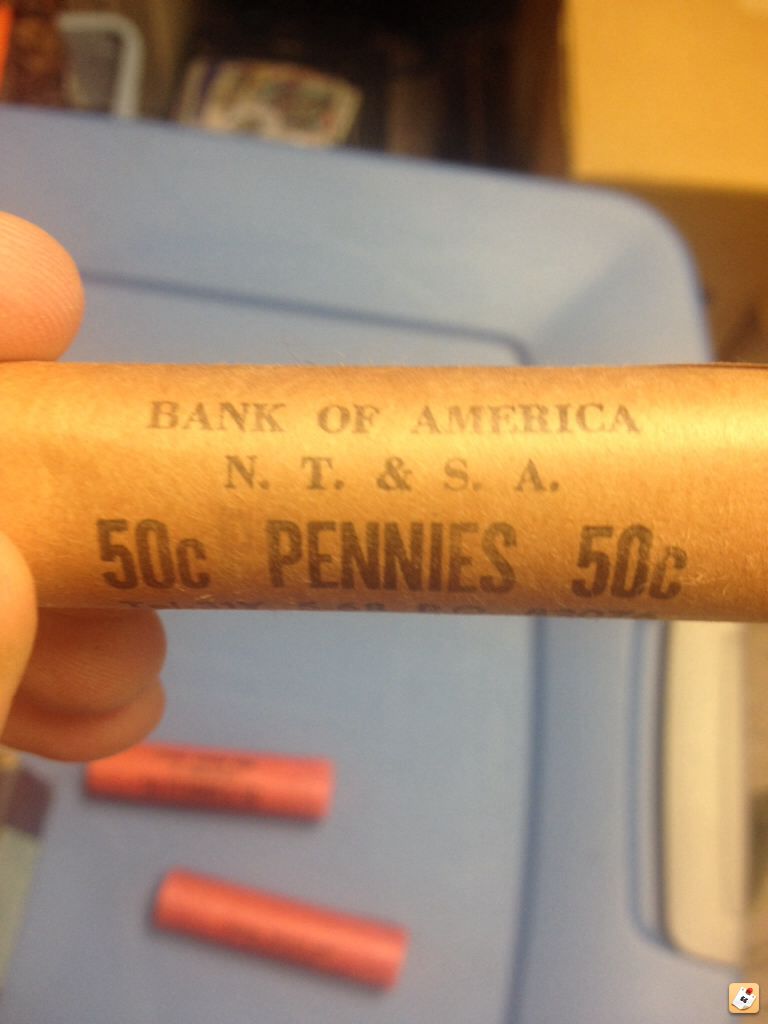 BANK OF AMERICA
N. T. & S. A.
50c PENNIES 50c